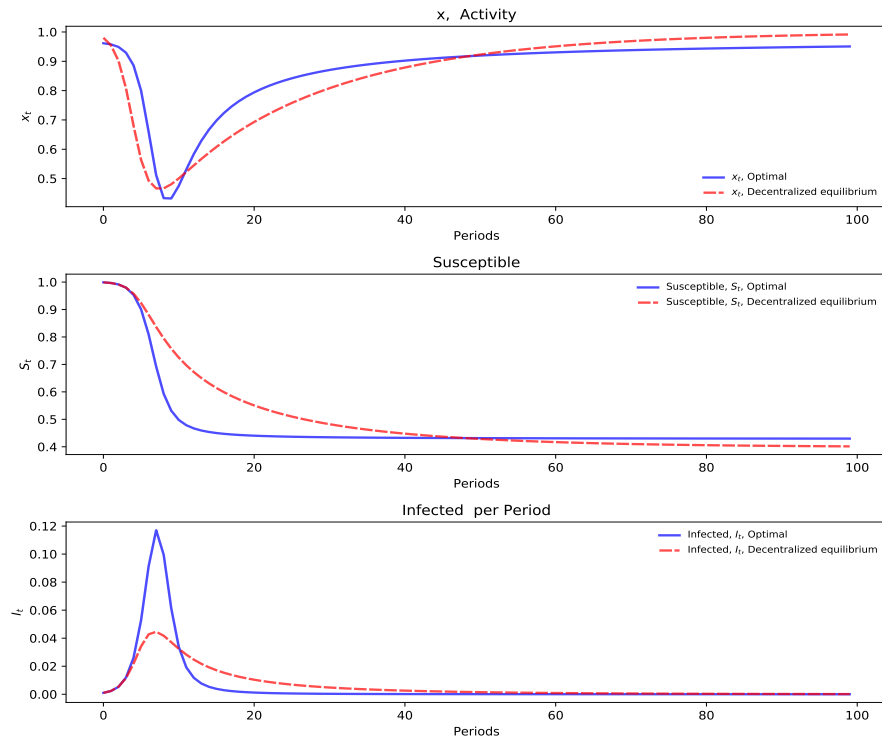 x,  Activity
1.0
0.9
0.8
0.7
0.6
0.5
x_t
x_t, Optimal
x_t, Decentralized equilibrium
0 20 40 60 80 100
Periods
Susceptible
1.0
0.9
0.8
0.7
0.6
0.5
0.4
S_t
Susceptible, S_t, Optimal
Susceptible, S_t, Decentralized equilibrium
0 20 40 60 80 100
Periods
Infected  per Period
0.12
0.10
0.08
0.06
0.04
0.02
0.00
I_t
Infected, I_t, Optimal
Infected, I_t, Decentralized equilibrium
0 20 40 60 80 100
Periods